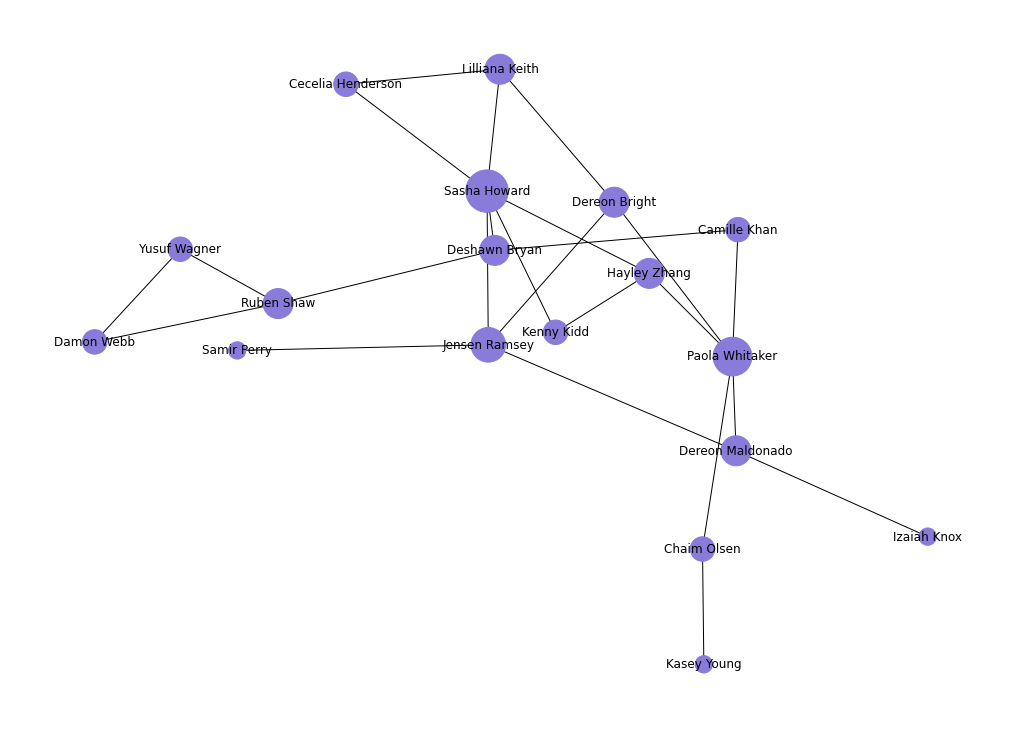 Lilliana Keith
Cecelia Henderson
Sasha Howard
Dereon Bright
Camille Khan
Yusuf Wagner
Deshawn Bryan
Hayley Zhang
Ruben Shaw
Kenny Kidd
Damon Webb
Jensen Ramsey
Samir Perry
Paola Whitaker
Dereon Maldonado
Izaiah Knox
Chaim Olsen
Kasey Young